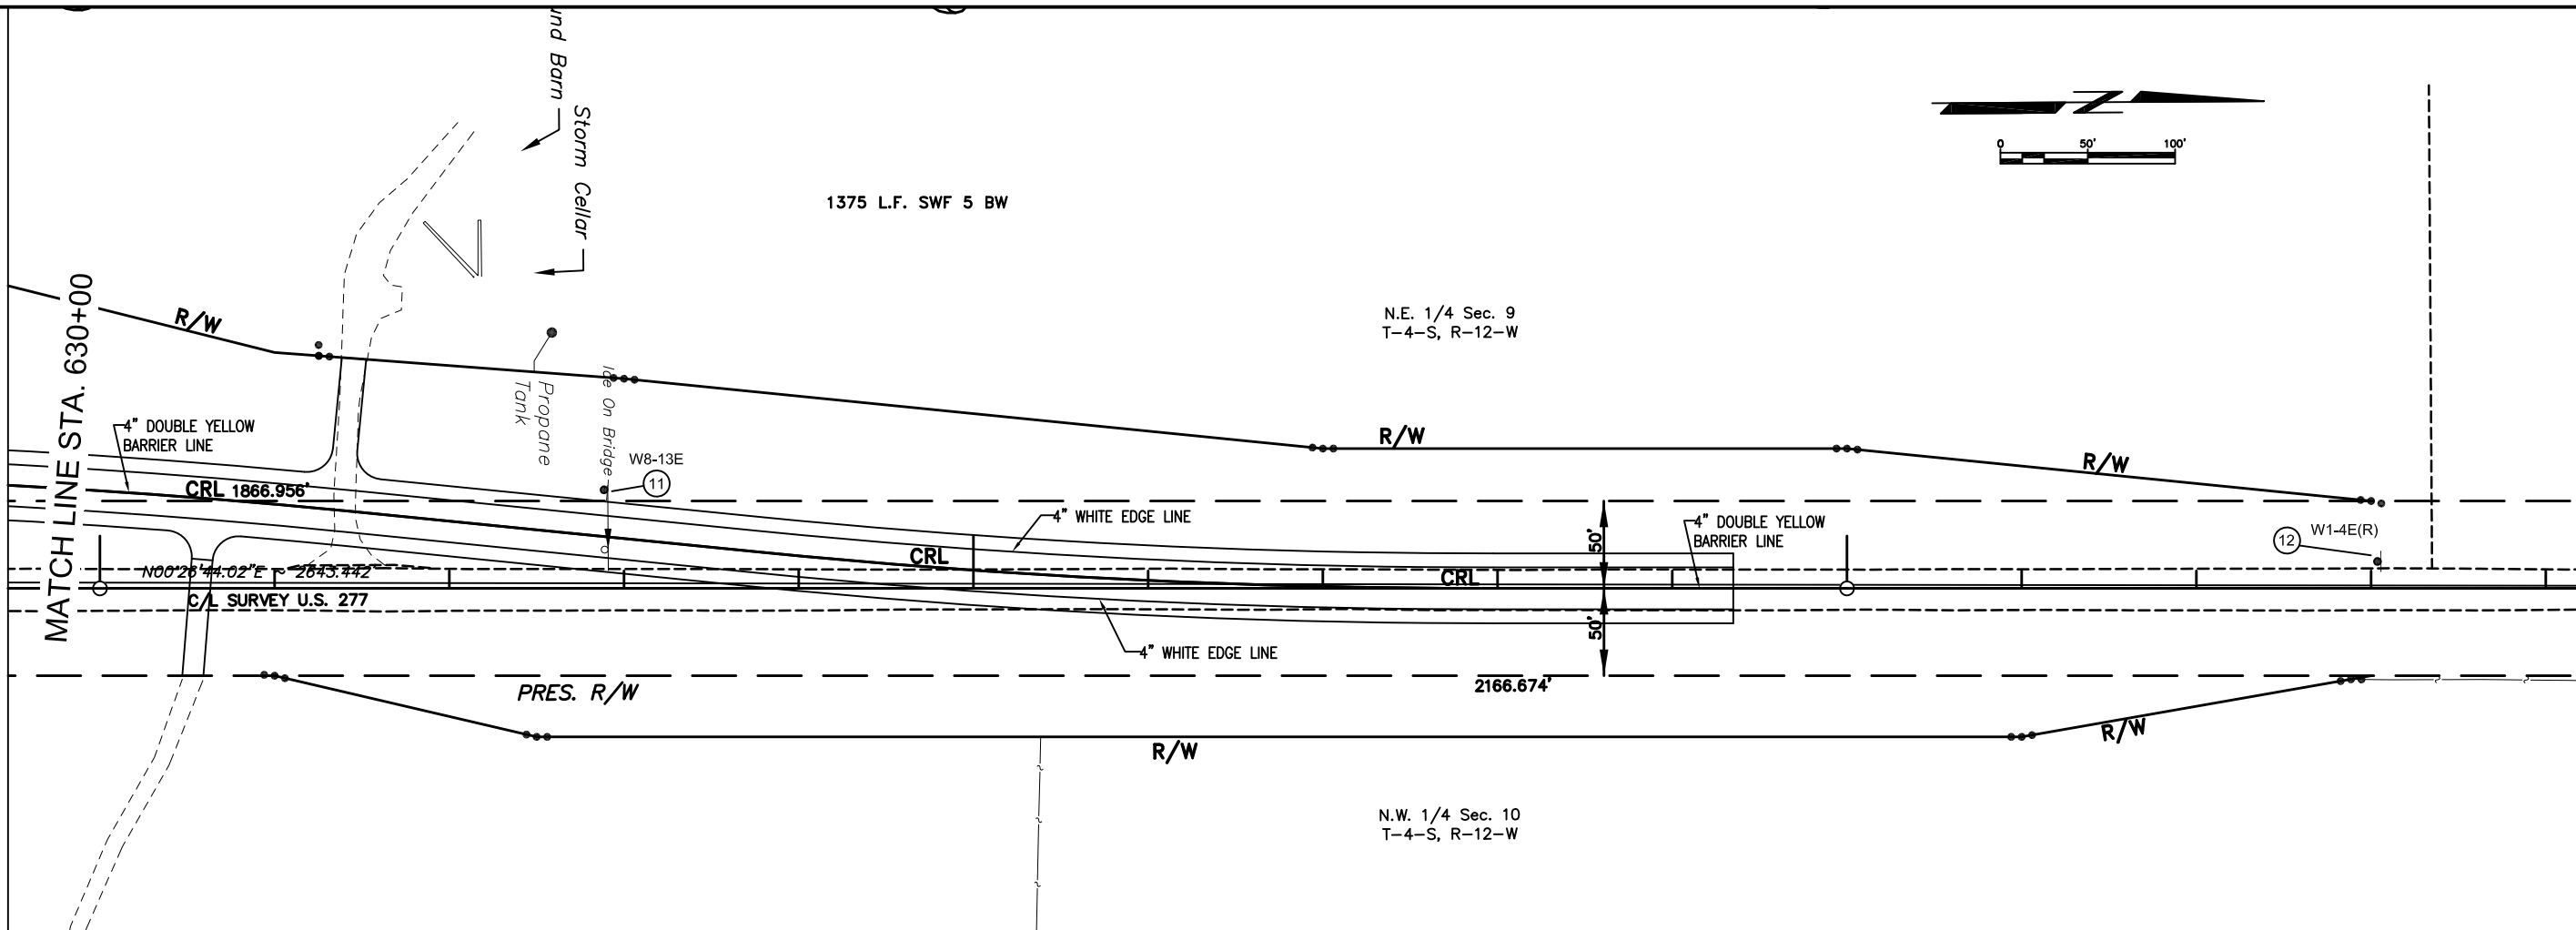 und Barn
Storm Cellar
1375 L.F. SWF 5 BW
0 50' 100'
N.E. 1/4 Sec. 9
T-4-S, R-12-W
MATCH LINE STA. 630+00
R/W
R/W
R/W
4" DOUBLE YELLOW
BARRIER LINE
Propane
Tank
Ice On Bridge
W8-13E
11
CRL 1866.956'
4" WHITE EDGE LINE
4" DOUBLE YELLOW
BARRIER LINE
50'
W1-4E(R)
12
CRL
CRL
N00°26'44.02"E ~ 2643.442'
C/L SURVEY U.S. 277
50'
4" WHITE EDGE LINE
PRES. R/W
2166.674'
R/W
R/W
N.W. 1/4 Sec. 10
T-4-S, R-12-W